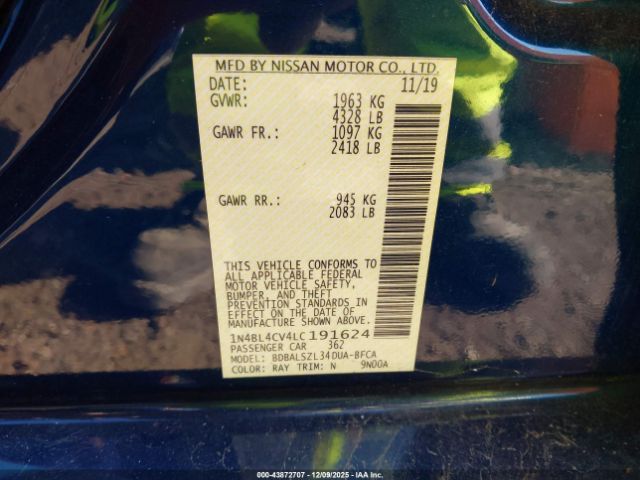 MFD BY NISSAN MOTOR CO., LTD.
DATE: 11/19
GVWR: 1963 KG
4328 LB
GAWR FR.: 1097 KG
2418 LB
GAWR RR.: 945 KG
2083 LB
THIS VEHICLE CONFORMS TO
ALL APPLICABLE FEDERAL
MOTOR VEHICLE SAFETY,
BUMPER, AND THEFT
PREVENTION STANDARDS IN
EFFECT ON THE DATE OF
MANUFACTURE SHOWN ABOVE.
1N4BL4CV4LC191624
PASSENGER CAR 362
MODEL: BDBALSZL34DUA-BFCA
COLOR: RAY TRIM: N 9N00A
00-43872707 - 12/09/2025 - IAA Inc.